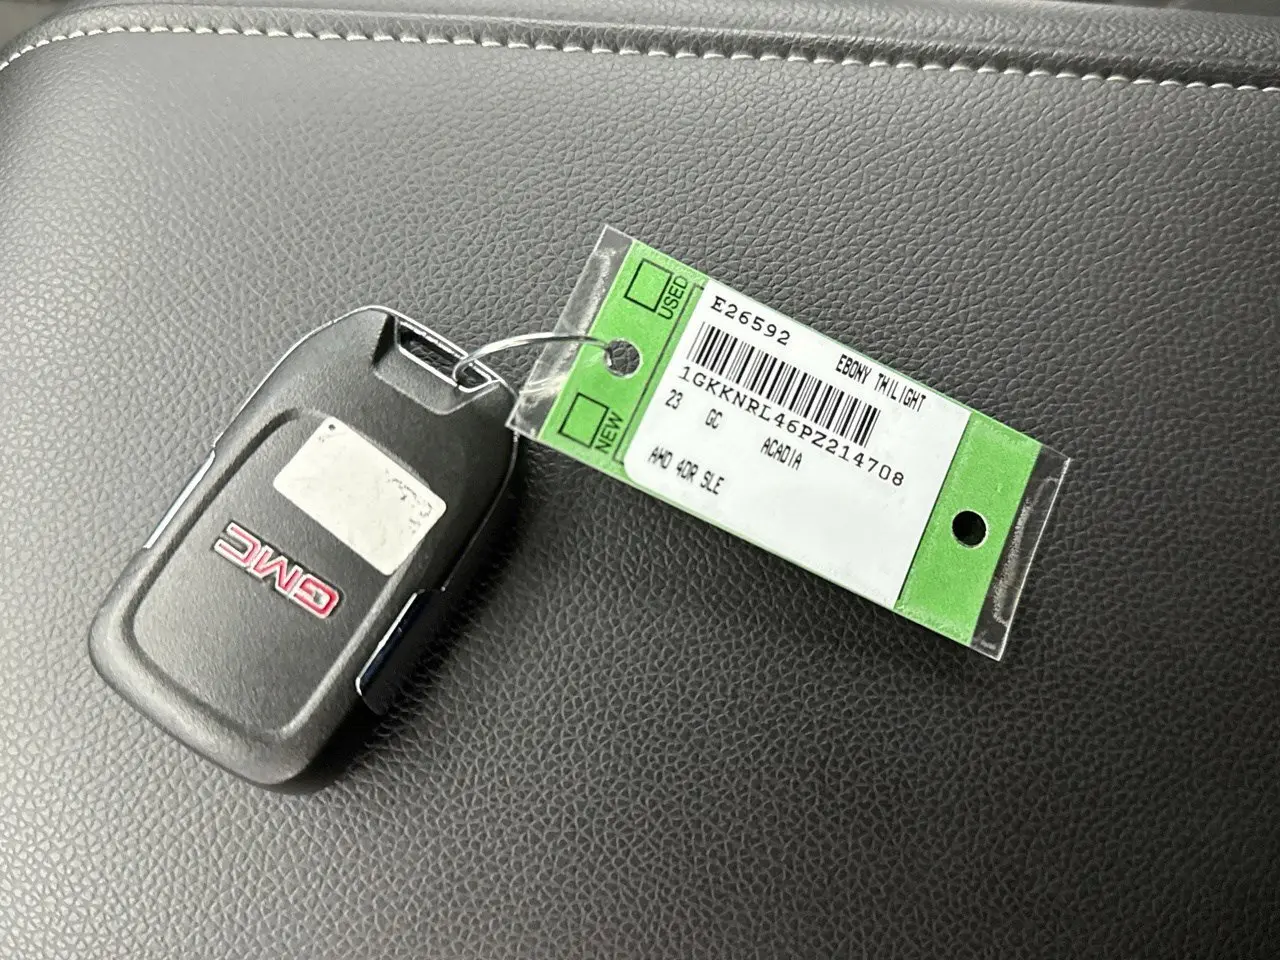 USED
NEW
E26592
EBONY TWILIGHT
1GKKNRL46PZ214708
23 GC ACADIA
AWD 4DR SLE
GMC